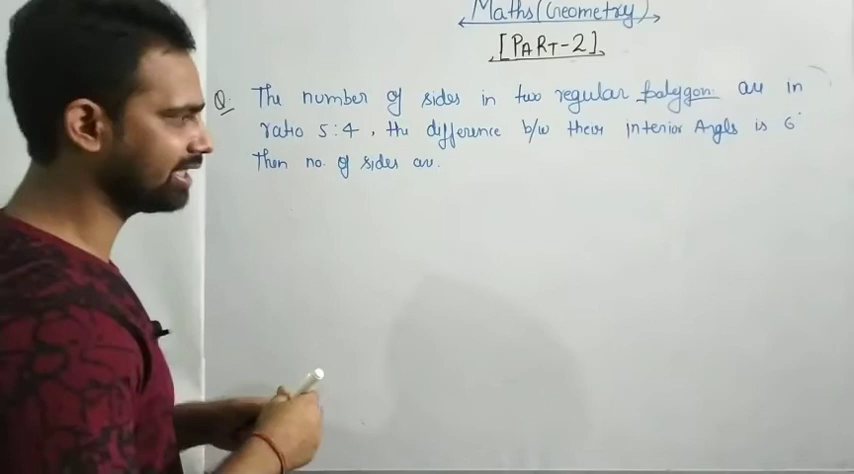 Maths (Geometry)
[PART-2]
Q. The number of sides in two regular polygon are in
ratio 5:4, the difference b/w their interior Angls is 6°
Then no. of sides are.